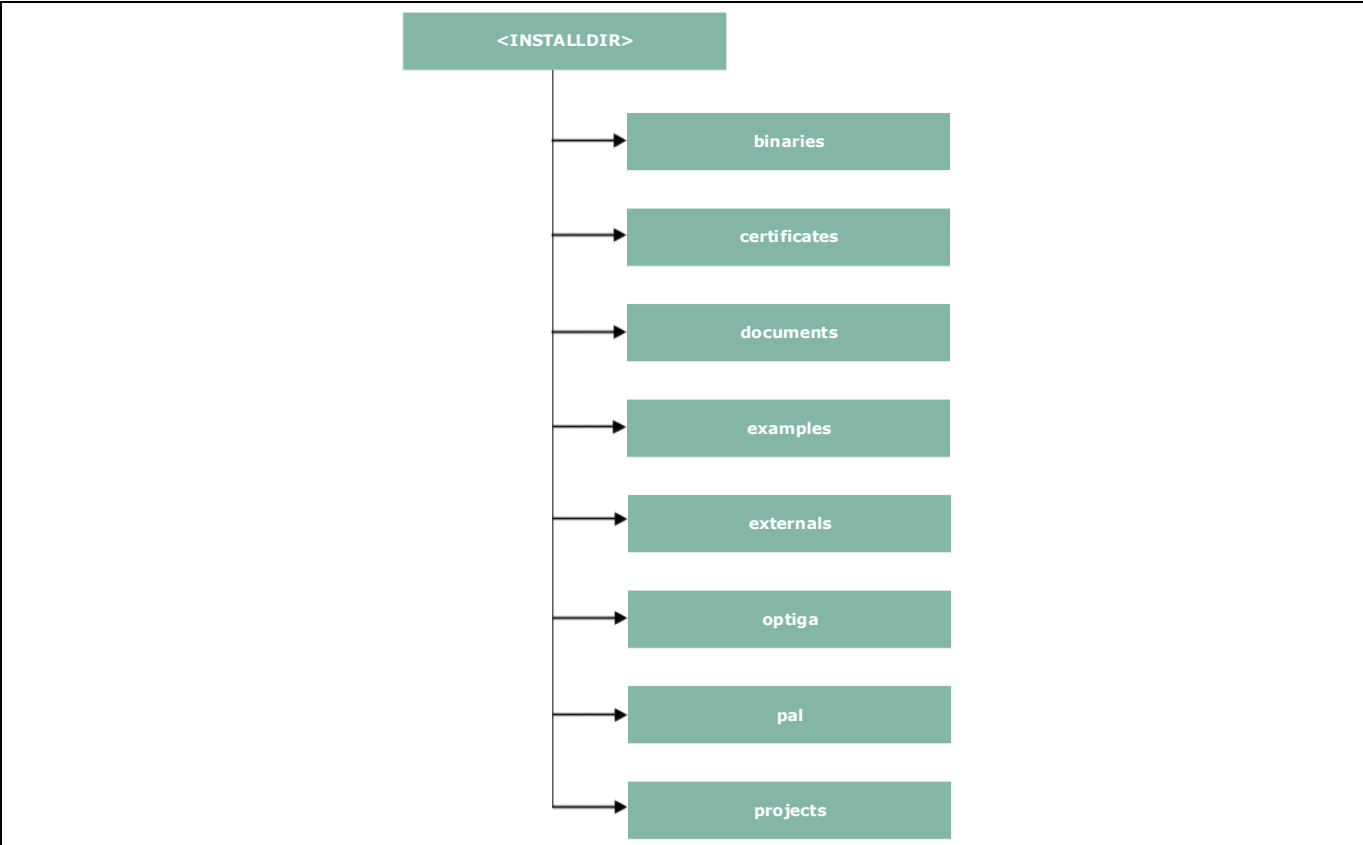 <INSTALLDIR>
binaries
certificates
documents
examples
externals
optiga
pal
projects